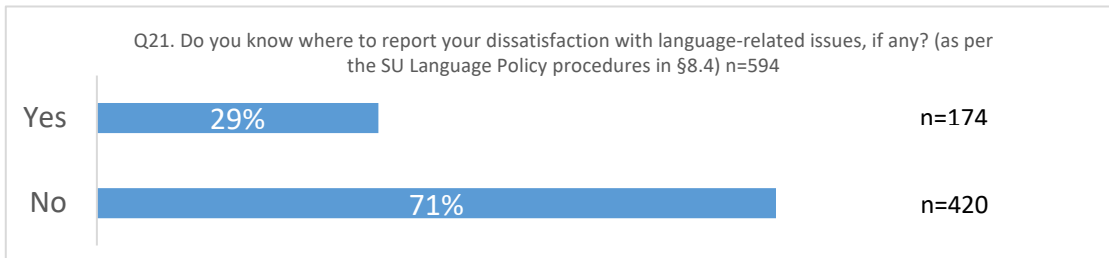 Q21. Do you know where to report your dissatisfaction with language-related issues, if any? (as per
the SU Language Policy procedures in §8.4) n=594
Yes 29% n=174
No 71% n=420